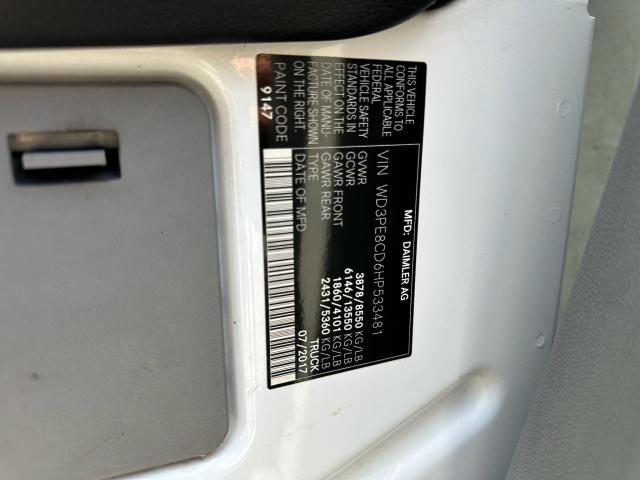 MFD: DAIMLER AG
VIN WD3PE8CD6HP533481
THIS VEHICLE
CONFORMS TO
ALL APPLICABLE
FEDERAL
VEHICLE SAFETY
STANDARDS IN
EFFECT ON THE
DATE OF MANU-
FACTURE SHOWN
ON THE RIGHT.
PAINT CODE
9147
GVWR 3878/8550 KG/LB
GCWR 6146/13550 KG/LB
GAWR FRONT 1860/4101 KG/LB
GAWR REAR 2431/5360 KG/LB
TYPE TRUCK
DATE OF MFD 07/2017